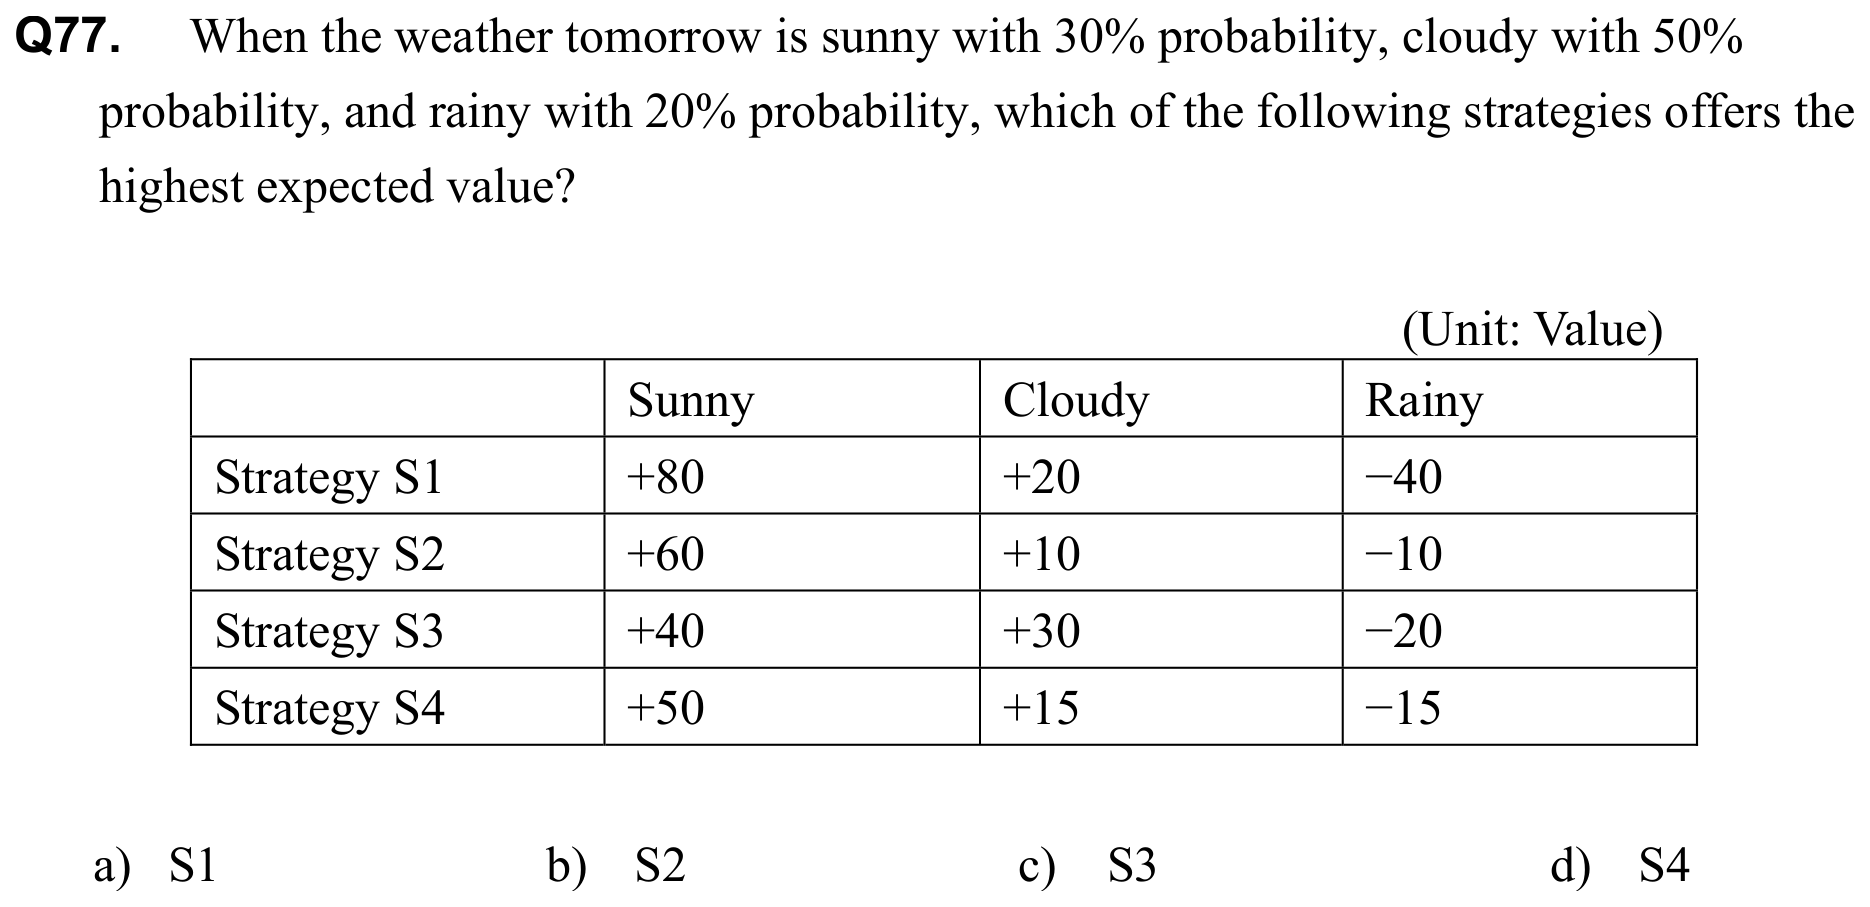 Q77. When the weather tomorrow is sunny with 30% probability, cloudy with 50%
probability, and rainy with 20% probability, which of the following strategies offers the
highest expected value?
(Unit: Value)
Sunny Cloudy Rainy
Strategy S1 +80 +20 −40
Strategy S2 +60 +10 −10
Strategy S3 +40 +30 −20
Strategy S4 +50 +15 −15
a) S1 b) S2 c) S3 d) S4